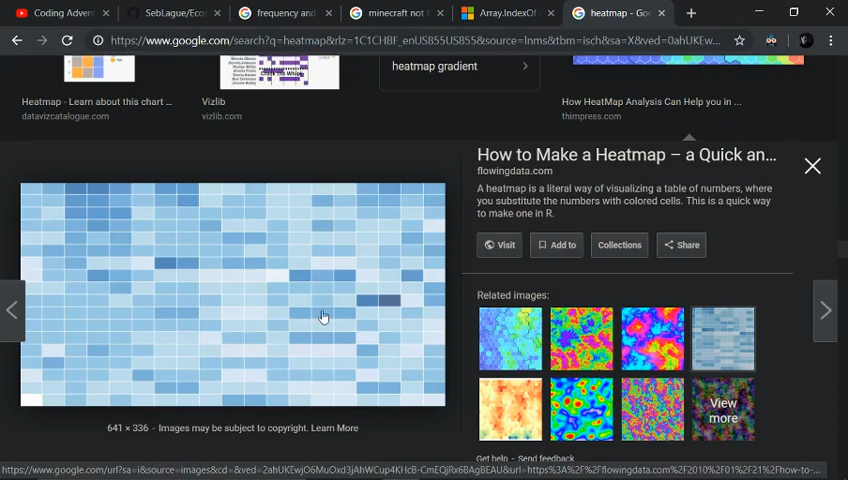 Coding Adven
SebLague/Eco
frequency and
minecraft not
Array.IndexOf
heatmap - Goo
https://www.google.com/search?q=heatmap&rlz=1C1CHBF_enUS855US855&source=lnms&tbm=isch&sa=X&ved=0ahUKEw...
heatmap gradient
Heatmap - Learn about this chart ...
datavizcatalogue.com
Vizlib
vizlib.com
How HeatMap Analysis Can Help you in ...
thimpress.com
How to Make a Heatmap – a Quick an...
flowingdata.com
A heatmap is a literal way of visualizing a table of numbers, where
you substitute the numbers with colored cells. This is a quick way
to make one in R.
Visit
Add to
Collections
Share
Related images:
View
more
641 × 336 - Images may be subject to copyright. Learn More
Get help - Send feedback
https://www.google.com/url?sa=i&source=images&cd=&ved=2ahUKEwjO6MuOxd3jAhWCup4KHcB-CmEQjRx6BAgBEAU&url=https%3A%2F%2Fflowingdata.com%2F2010%2F01%2F21%2Fhow-to-...